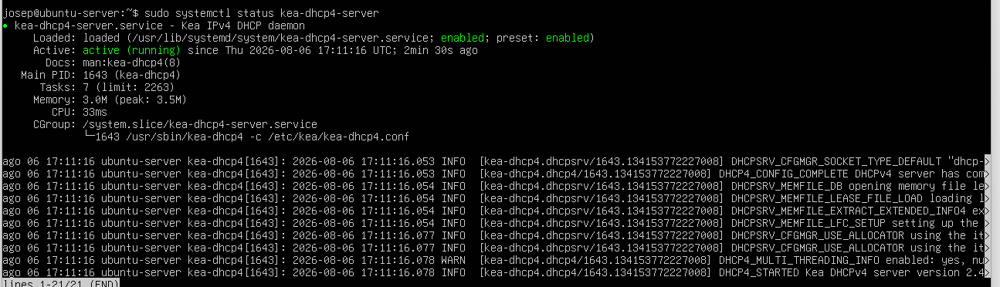 josep@ubuntu-server:~$ sudo systemctl status kea-dhcp4-server
● kea-dhcp4-server.service - Kea IPv4 DHCP daemon
     Loaded: loaded (/usr/lib/systemd/system/kea-dhcp4-server.service; enabled; preset: enabled)
     Active: active (running) since Thu 2026-08-06 17:11:16 UTC; 2min 30s ago
       Docs: man:kea-dhcp4(8)
   Main PID: 1643 (kea-dhcp4)
      Tasks: 7 (limit: 2263)
     Memory: 3.0M (peak: 3.5M)
        CPU: 33ms
     CGroup: /system.slice/kea-dhcp4-server.service
             └─1643 /usr/sbin/kea-dhcp4 -c /etc/kea/kea-dhcp4.conf

ago 06 17:11:16 ubuntu-server kea-dhcp4[1643]: 2026-08-06 17:11:16.053 INFO  [kea-dhcp4.dhcpsrv/1643.134153772227008] DHCPSRV_CFGMGR_SOCKET_TYPE_DEFAULT "dhcp->
ago 06 17:11:16 ubuntu-server kea-dhcp4[1643]: 2026-08-06 17:11:16.053 INFO  [kea-dhcp4.dhcp4/1643.134153772227008] DHCP4_CONFIG_COMPLETE DHCPv4 server has com>
ago 06 17:11:16 ubuntu-server kea-dhcp4[1643]: 2026-08-06 17:11:16.054 INFO  [kea-dhcp4.dhcpsrv/1643.134153772227008] DHCPSRV_MEMFILE_DB opening memory file le>
ago 06 17:11:16 ubuntu-server kea-dhcp4[1643]: 2026-08-06 17:11:16.054 INFO  [kea-dhcp4.dhcpsrv/1643.134153772227008] DHCPSRV_MEMFILE_LEASE_FILE_LOAD loading l>
ago 06 17:11:16 ubuntu-server kea-dhcp4[1643]: 2026-08-06 17:11:16.054 INFO  [kea-dhcp4.dhcpsrv/1643.134153772227008] DHCPSRV_MEMFILE_EXTRACT_EXTENDED_INFO4 ex>
ago 06 17:11:16 ubuntu-server kea-dhcp4[1643]: 2026-08-06 17:11:16.054 INFO  [kea-dhcp4.dhcpsrv/1643.134153772227008] DHCPSRV_MEMFILE_LFC_SETUP setting up the >
ago 06 17:11:16 ubuntu-server kea-dhcp4[1643]: 2026-08-06 17:11:16.077 INFO  [kea-dhcp4.dhcpsrv/1643.134153772227008] DHCPSRV_CFGMGR_USE_ALLOCATOR using the it>
ago 06 17:11:16 ubuntu-server kea-dhcp4[1643]: 2026-08-06 17:11:16.077 INFO  [kea-dhcp4.dhcpsrv/1643.134153772227008] DHCPSRV_CFGMGR_USE_ALLOCATOR using the it>
ago 06 17:11:16 ubuntu-server kea-dhcp4[1643]: 2026-08-06 17:11:16.078 WARN  [kea-dhcp4.dhcp4/1643.134153772227008] DHCP4_MULTI_THREADING_INFO enabled: yes, nu>
ago 06 17:11:16 ubuntu-server kea-dhcp4[1643]: 2026-08-06 17:11:16.078 INFO  [kea-dhcp4.dhcp4/1643.134153772227008] DHCP4_STARTED Kea DHCPv4 server version 2.4>
lines 1-21/21 (END)